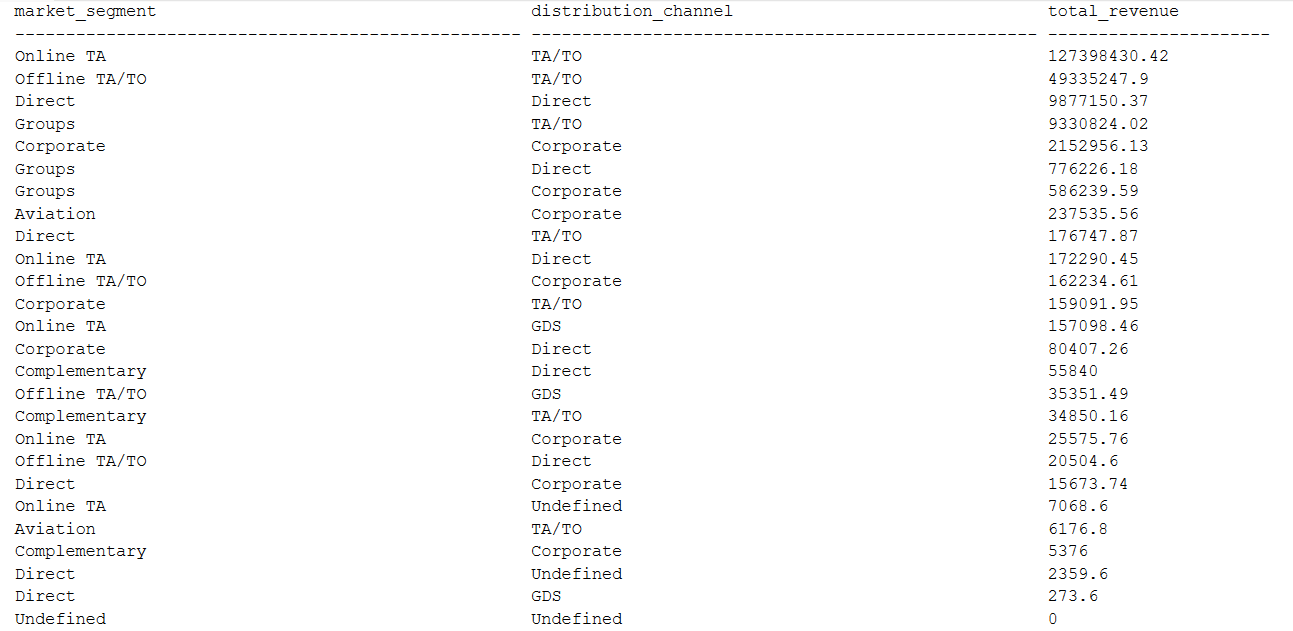 market_segment distribution_channel total_revenue
-------------------------------------------------- -------------------------------------------------- ----------------------
Online TA TA/TO 127398430.42
Offline TA/TO TA/TO 49335247.9
Direct Direct 9877150.37
Groups TA/TO 9330824.02
Corporate Corporate 2152956.13
Groups Direct 776226.18
Groups Corporate 586239.59
Aviation Corporate 237535.56
Direct TA/TO 176747.87
Online TA Direct 172290.45
Offline TA/TO Corporate 162234.61
Corporate TA/TO 159091.95
Online TA GDS 157098.46
Corporate Direct 80407.26
Complementary Direct 55840
Offline TA/TO GDS 35351.49
Complementary TA/TO 34850.16
Online TA Corporate 25575.76
Offline TA/TO Direct 20504.6
Direct Corporate 15673.74
Online TA Undefined 7068.6
Aviation TA/TO 6176.8
Complementary Corporate 5376
Direct Undefined 2359.6
Direct GDS 273.6
Undefined Undefined 0